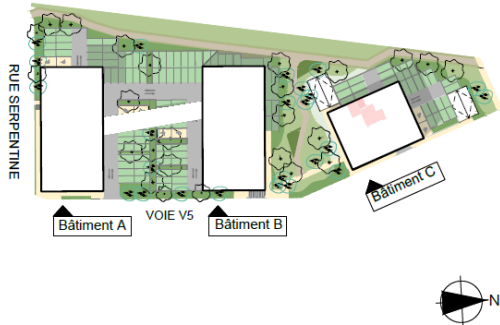 RUE SERPENTINE
Bâtiment A
VOIE V5
Bâtiment B
Bâtiment C
N